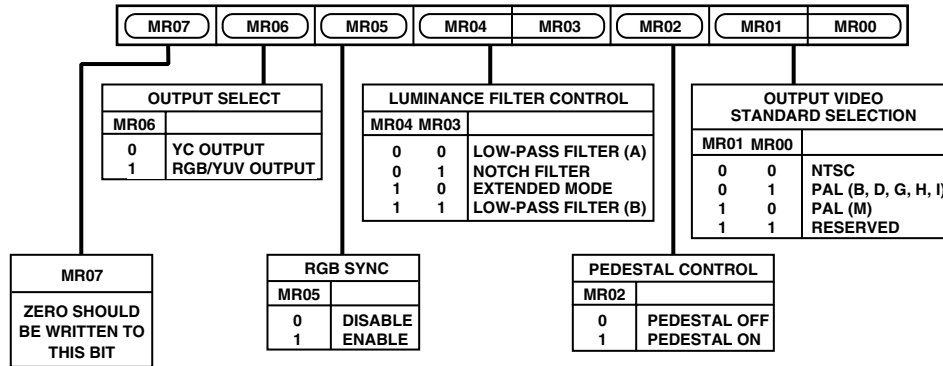 MR07 MR06 MR05 MR04 MR03 MR02 MR01 MR00
OUTPUT SELECT
MR06
0 YC OUTPUT
1 RGB/YUV OUTPUT
LUMINANCE FILTER CONTROL
MR04 MR03
0 0 LOW-PASS FILTER (A)
0 1 NOTCH FILTER
1 0 EXTENDED MODE
1 1 LOW-PASS FILTER (B)
OUTPUT VIDEO
STANDARD SELECTION
MR01 MR00
0 0 NTSC
0 1 PAL (B, D, G, H, I)
1 0 PAL (M)
1 1 RESERVED
MR07
ZERO SHOULD
BE WRITTEN TO
THIS BIT
RGB SYNC
MR05
0 DISABLE
1 ENABLE
PEDESTAL CONTROL
MR02
0 PEDESTAL OFF
1 PEDESTAL ON